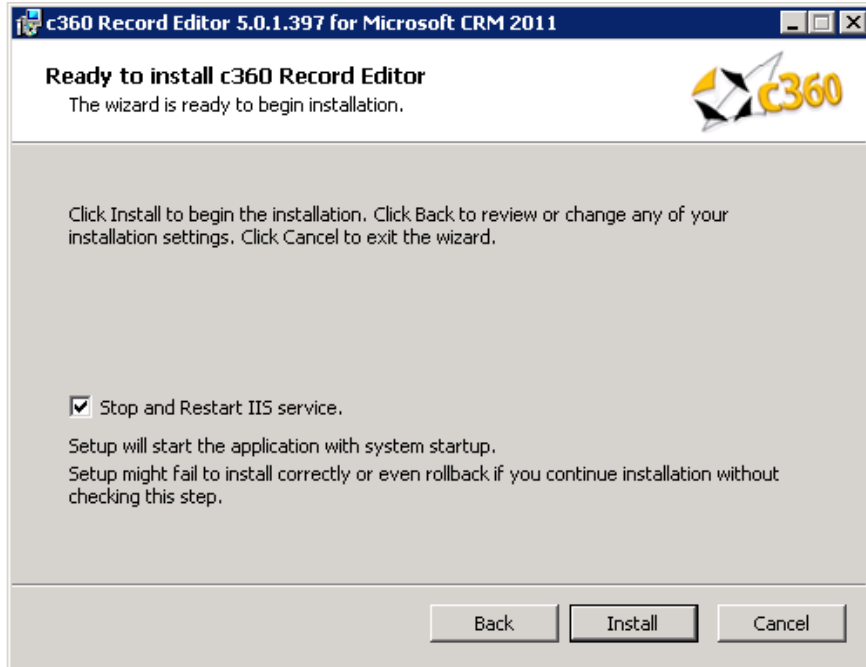 c360 Record Editor 5.0.1.397 for Microsoft CRM 2011
Ready to install c360 Record Editor
The wizard is ready to begin installation.
c360
Click Install to begin the installation. Click Back to review or change any of your
installation settings. Click Cancel to exit the wizard.
Stop and Restart IIS service.
Setup will start the application with system startup.
Setup might fail to install correctly or even rollback if you continue installation without
checking this step.
Back Install Cancel